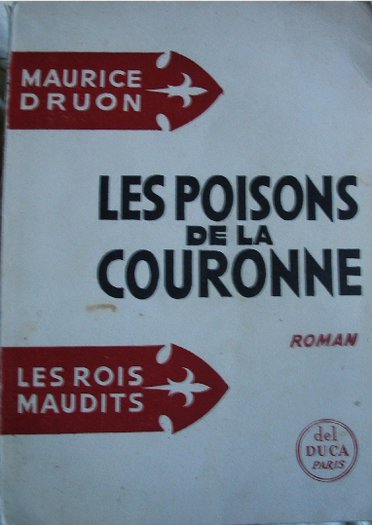 MAURICE
DRUON
LES POISONS
DE LA
COURONNE
ROMAN
LES ROIS
MAUDITS
del
DUCA
PARIS